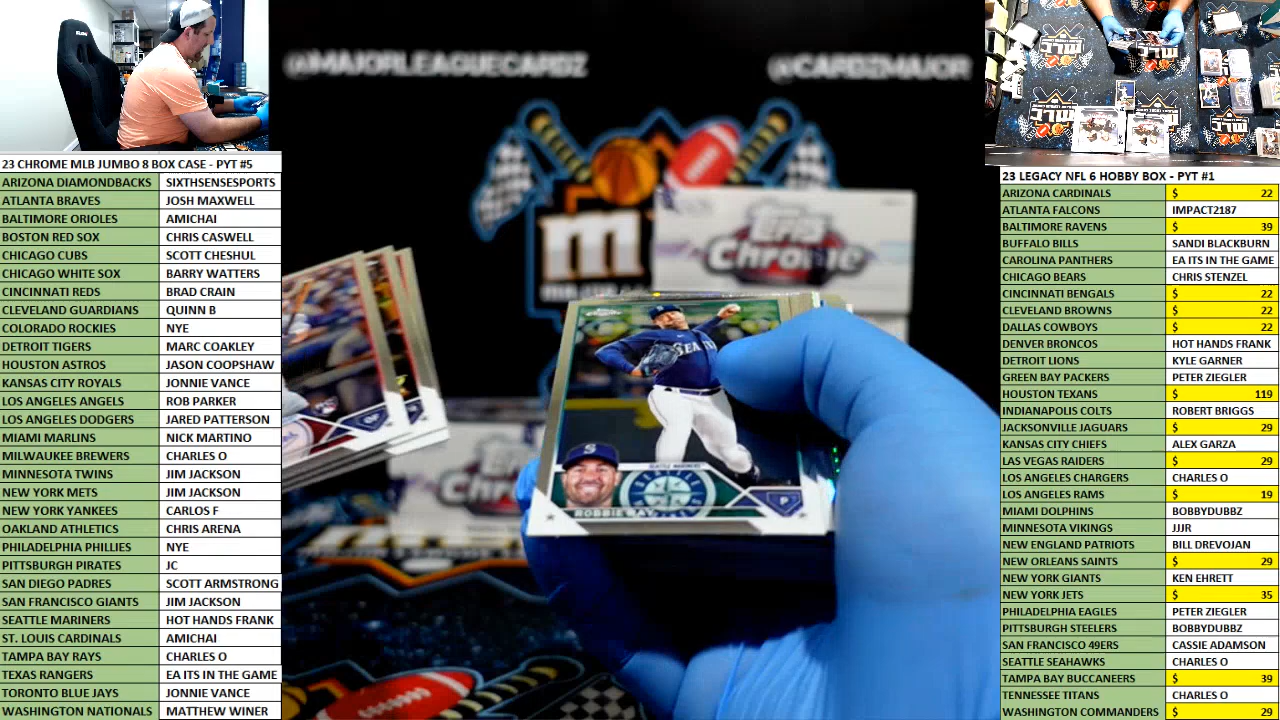 @MAJORLEAGUECARDZ
@CARDZMAJOR
23 CHROME MLB JUMBO 8 BOX CASE - PYT #5
ARIZONA DIAMONDBACKS SIXTHSENSESPORTS
ATLANTA BRAVES JOSH MAXWELL
BALTIMORE ORIOLES AMICHAI
BOSTON RED SOX CHRIS CASWELL
CHICAGO CUBS SCOTT CHESHUL
CHICAGO WHITE SOX BARRY WATTERS
CINCINNATI REDS BRAD CRAIN
CLEVELAND GUARDIANS QUINN B
COLORADO ROCKIES NYE
DETROIT TIGERS MARC COAKLEY
HOUSTON ASTROS JASON COOPSHAW
KANSAS CITY ROYALS JONNIE VANCE
LOS ANGELES ANGELS ROB PARKER
LOS ANGELES DODGERS JARED PATTERSON
MIAMI MARLINS NICK MARTINO
MILWAUKEE BREWERS CHARLES O
MINNESOTA TWINS JIM JACKSON
NEW YORK METS JIM JACKSON
NEW YORK YANKEES CARLOS F
OAKLAND ATHLETICS CHRIS ARENA
PHILADELPHIA PHILLIES NYE
PITTSBURGH PIRATES JC
SAN DIEGO PADRES SCOTT ARMSTRONG
SAN FRANCISCO GIANTS JIM JACKSON
SEATTLE MARINERS HOT HANDS FRANK
ST. LOUIS CARDINALS AMICHAI
TAMPA BAY RAYS CHARLES O
TEXAS RANGERS EA ITS IN THE GAME
TORONTO BLUE JAYS JONNIE VANCE
WASHINGTON NATIONALS MATTHEW WINER
Topps
Chrome
SEATTLE MARINERS
ROBBIE RAY
P
23 LEGACY NFL 6 HOBBY BOX - PYT #1
ARIZONA CARDINALS $ 22
ATLANTA FALCONS IMPACT2187
BALTIMORE RAVENS $ 39
BUFFALO BILLS SANDI BLACKBURN
CAROLINA PANTHERS EA ITS IN THE GAME
CHICAGO BEARS CHRIS STENZEL
CINCINNATI BENGALS $ 22
CLEVELAND BROWNS $ 22
DALLAS COWBOYS $ 22
DENVER BRONCOS HOT HANDS FRANK
DETROIT LIONS KYLE GARNER
GREEN BAY PACKERS PETER ZIEGLER
HOUSTON TEXANS $ 119
INDIANAPOLIS COLTS ROBERT BRIGGS
JACKSONVILLE JAGUARS $ 29
KANSAS CITY CHIEFS ALEX GARZA
LAS VEGAS RAIDERS $ 29
LOS ANGELES CHARGERS CHARLES O
LOS ANGELES RAMS $ 19
MIAMI DOLPHINS BOBBYDUBBZ
MINNESOTA VIKINGS JJJR
NEW ENGLAND PATRIOTS BILL DREVOJAN
NEW ORLEANS SAINTS $ 29
NEW YORK GIANTS KEN EHRETT
NEW YORK JETS $ 35
PHILADELPHIA EAGLES PETER ZIEGLER
PITTSBURGH STEELERS BOBBYDUBBZ
SAN FRANCISCO 49ERS CASSIE ADAMSON
SEATTLE SEAHAWKS CHARLES O
TAMPA BAY BUCCANEERS $ 39
TENNESSEE TITANS CHARLES O
WASHINGTON COMMANDERS $ 29